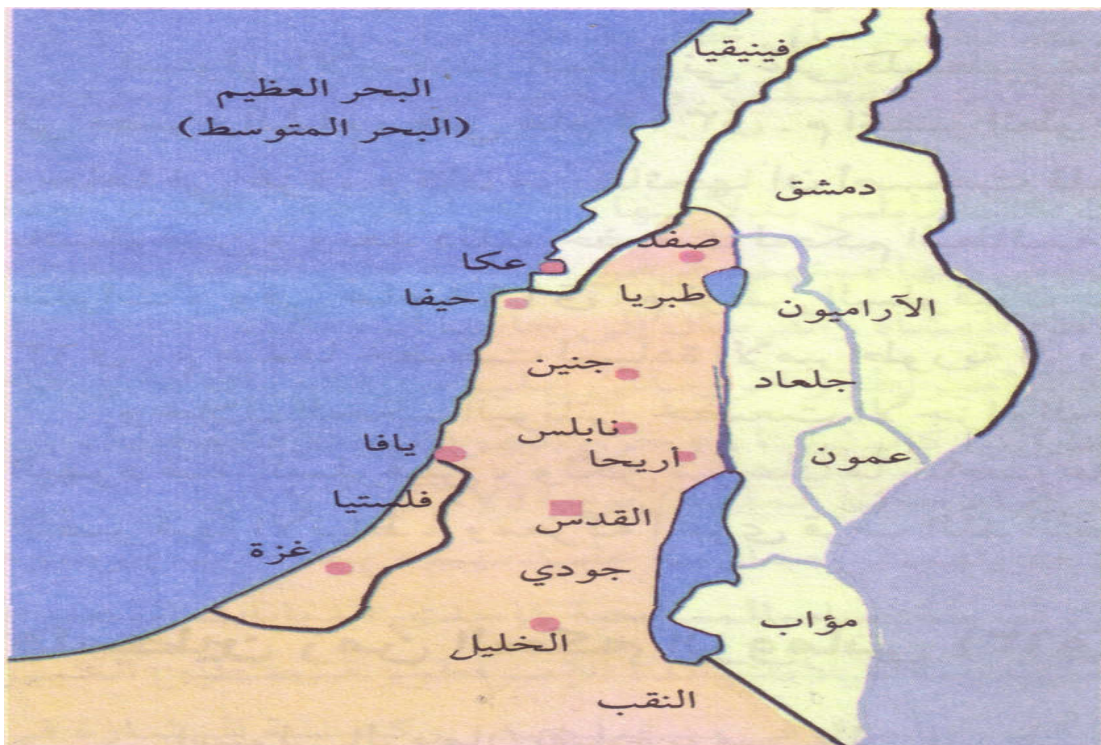 فينيقيا
البحر العظيم
(البحر المتوسط)
دمشق
صفد
عكا
طبريا
حيفا
الآراميون
جنين
جلعاد
نابلس
يافا
أريحا
عمون
فلستيا
القدس
غزة
جودي
مؤاب
الخليل
النقب